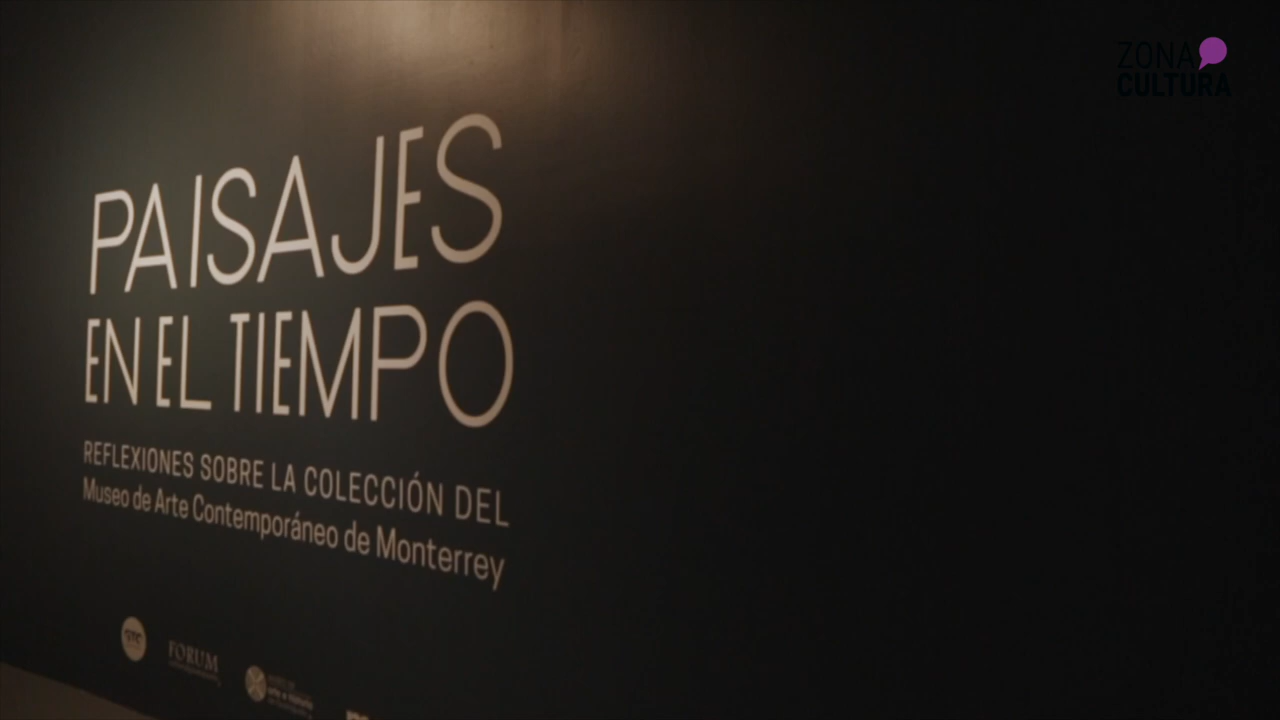 ZONA
CULTURA
PAISAJES
EN EL TIEMPO
REFLEXIONES SOBRE LA COLECCIÓN DEL
Museo de Arte Contemporáneo de Monterrey
FORUM